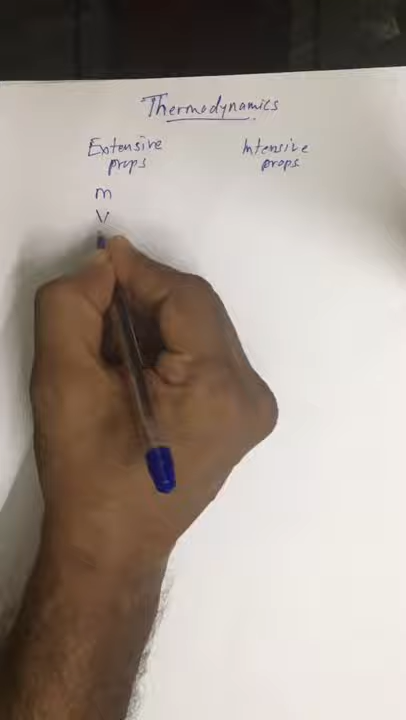 Thermodynamics
Extensive props
Intensive props
m
V